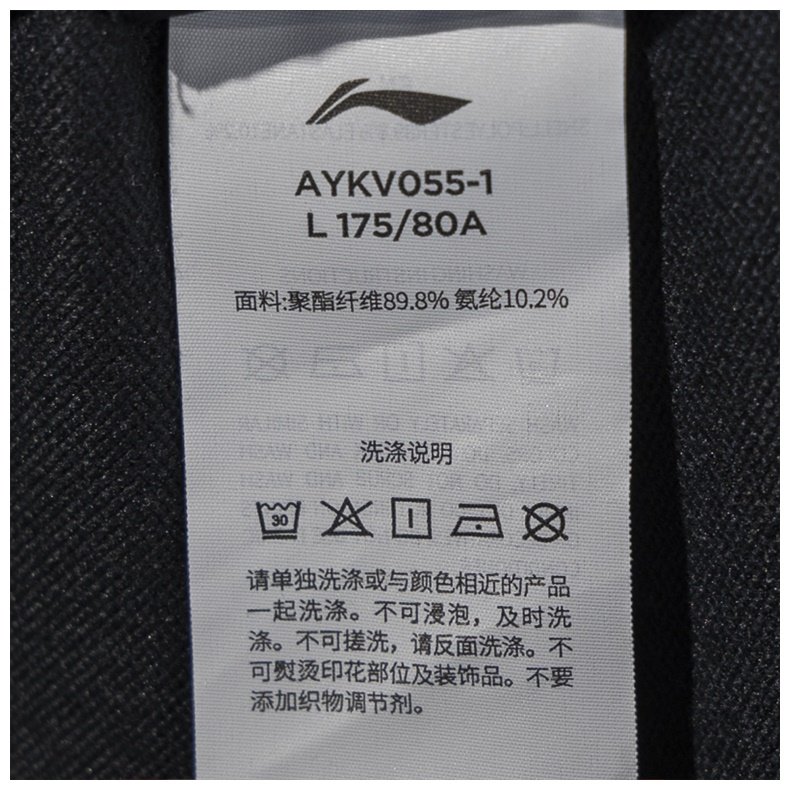 AYKV055-1
L 175/80A
面料:聚酯纤维89.8% 氨纶10.2%
洗涤说明
30
请单独洗涤或与颜色相近的产品
一起洗涤。不可浸泡，及时洗
涤。不可搓洗，请反面洗涤。不
可熨烫印花部位及装饰品。不要
添加织物调节剂。